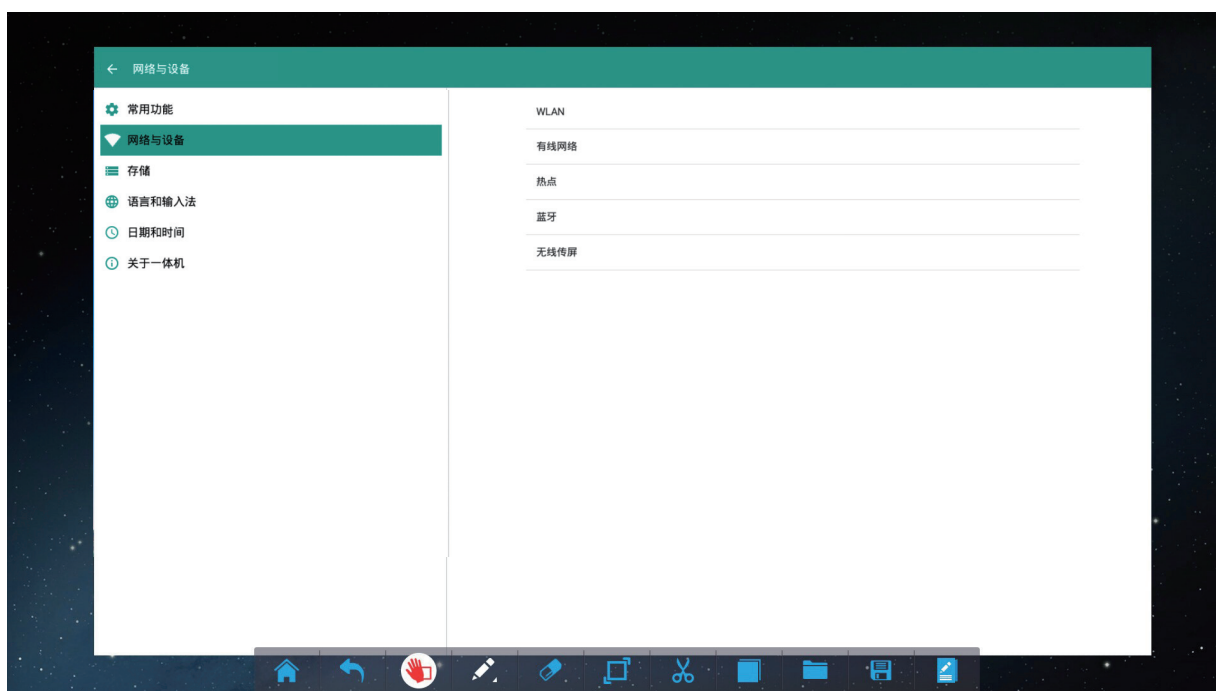 网络与设备
常用功能
网络与设备
存储
语言和输入法
日期和时间
关于一体机
WLAN
有线网络
热点
蓝牙
无线传屏